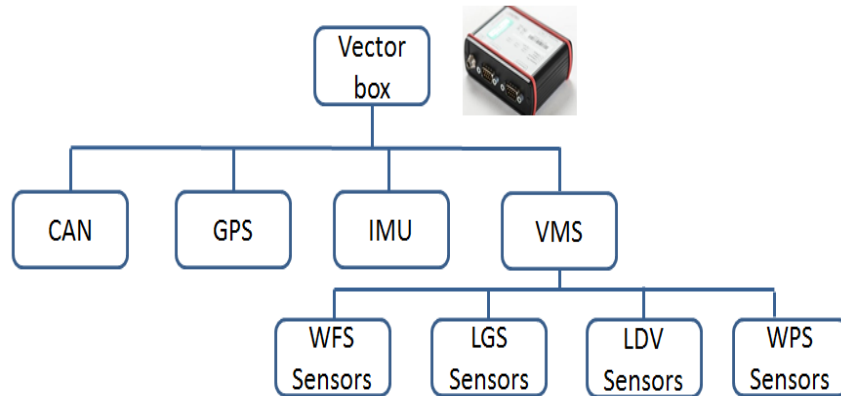 Vector
box
CAN
GPS
IMU
VMS
WFS
Sensors
LGS
Sensors
LDV
Sensors
WPS
Sensors